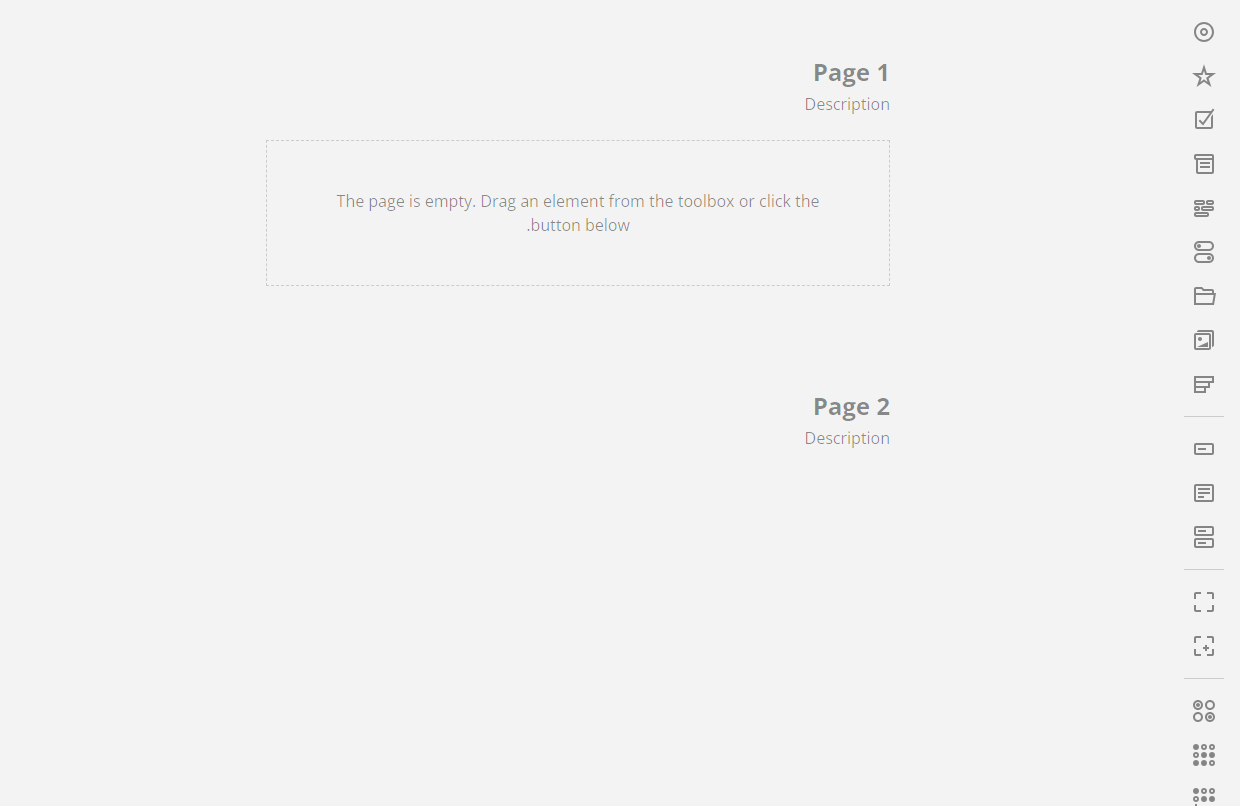 Page 1
Description
The page is empty. Drag an element from the toolbox or click the
.button below
Page 2
Description